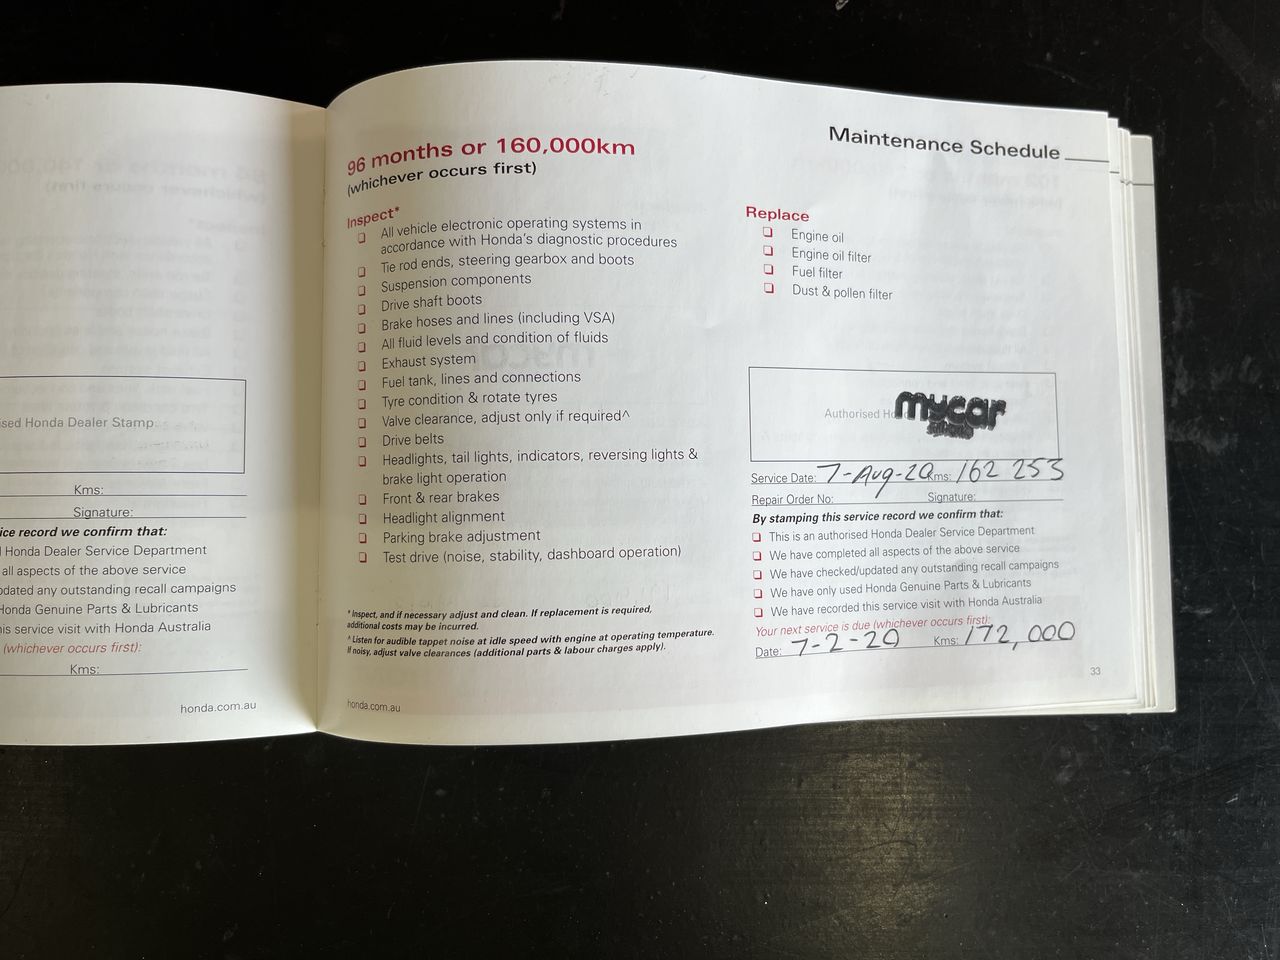 ised Honda Dealer Stamp:
Kms:
Signature:
ice record we confirm that:
Honda Dealer Service Department
all aspects of the above service
pdated any outstanding recall campaigns
Honda Genuine Parts & Lubricants
is service visit with Honda Australia
(whichever occurs first):
Kms:
honda.com.au
Maintenance Schedule
96 months or 160,000km
(whichever occurs first)
Inspect*
All vehicle electronic operating systems in
accordance with Honda's diagnostic procedures
Tie rod ends, steering gearbox and boots
Suspension components
Drive shaft boots
Brake hoses and lines (including VSA)
All fluid levels and condition of fluids
Exhaust system
Fuel tank, lines and connections
Tyre condition & rotate tyres
Valve clearance, adjust only if required^
Drive belts
Headlights, tail lights, indicators, reversing lights &
brake light operation
Front & rear brakes
Headlight alignment
Parking brake adjustment
Test drive (noise, stability, dashboard operation)
* Inspect, and if necessary adjust and clean. If replacement is required,
additional costs may be incurred.
^ Listen for audible tappet noise at idle speed with engine at operating temperature.
If noisy, adjust valve clearances (additional parts & labour charges apply).
honda.com.au
Replace
Engine oil
Engine oil filter
Fuel filter
Dust & pollen filter
Authorised Ho
mycar
Service Date: 7-Aug-20 Kms: 162 253
Repair Order No: Signature:
By stamping this service record we confirm that:
This is an authorised Honda Dealer Service Department
We have completed all aspects of the above service
We have checked/updated any outstanding recall campaigns
We have only used Honda Genuine Parts & Lubricants
We have recorded this service visit with Honda Australia
Your next service is due (whichever occurs first):
Date: 7-2-20 Kms: 172,000
33